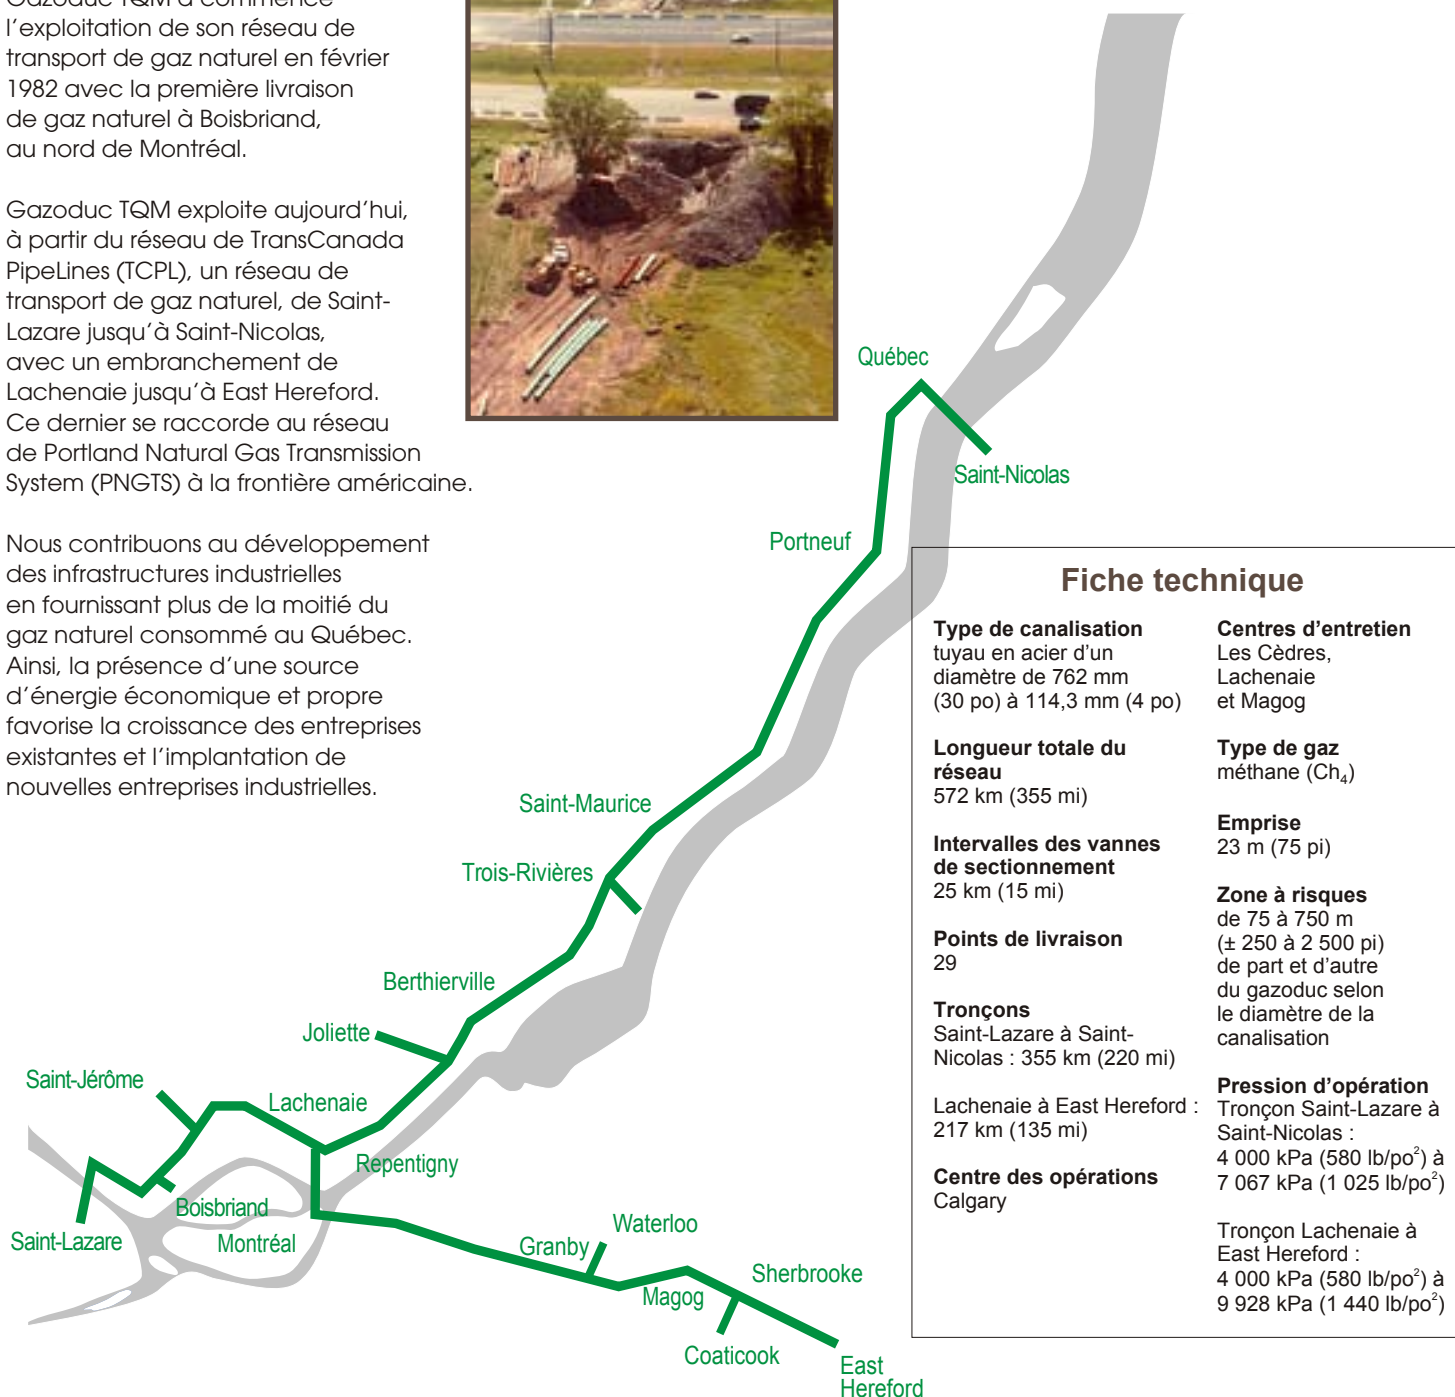 Gazoduc TQM a commencé
l'exploitation de son réseau de
transport de gaz naturel en février
1982 avec la première livraison
de gaz naturel à Boisbriand,
au nord de Montréal.
Gazoduc TQM exploite aujourd'hui,
à partir du réseau de TransCanada
PipeLines (TCPL), un réseau de
transport de gaz naturel, de Saint-
Lazare jusqu'à Saint-Nicolas,
avec un embranchement de
Lachenaie jusqu'à East Hereford.
Ce dernier se raccorde au réseau
de Portland Natural Gas Transmission
System (PNGTS) à la frontière américaine.
Nous contribuons au développement
des infrastructures industrielles
en fournissant plus de la moitié du
gaz naturel consommé au Québec.
Ainsi, la présence d'une source
d'énergie économique et propre
favorise la croissance des entreprises
existantes et l'implantation de
nouvelles entreprises industrielles.
Québec
Saint-Nicolas
Portneuf
Saint-Maurice
Trois-Rivières
Berthierville
Joliette
Saint-Jérôme
Lachenaie
Repentigny
Boisbriand
Saint-Lazare
Montréal
Waterloo
Granby
Sherbrooke
Magog
Coaticook
East
Hereford
Fiche technique
Type de canalisation
tuyau en acier d'un
diamètre de 762 mm
(30 po) à 114,3 mm (4 po)
Longueur totale du
réseau
572 km (355 mi)
Intervalles des vannes
de sectionnement
25 km (15 mi)
Points de livraison
29
Tronçons
Saint-Lazare à Saint-
Nicolas : 355 km (220 mi)
Lachenaie à East Hereford :
217 km (135 mi)
Centre des opérations
Calgary
Centres d'entretien
Les Cèdres,
Lachenaie
et Magog
Type de gaz
méthane (Ch₄)
Emprise
23 m (75 pi)
Zone à risques
de 75 à 750 m
(± 250 à 2 500 pi)
de part et d'autre
du gazoduc selon
le diamètre de la
canalisation
Pression d'opération
Tronçon Saint-Lazare à
Saint-Nicolas :
4 000 kPa (580 lb/po²) à
7 067 kPa (1 025 lb/po²)
Tronçon Lachenaie à
East Hereford :
4 000 kPa (580 lb/po²) à
9 928 kPa (1 440 lb/po²)